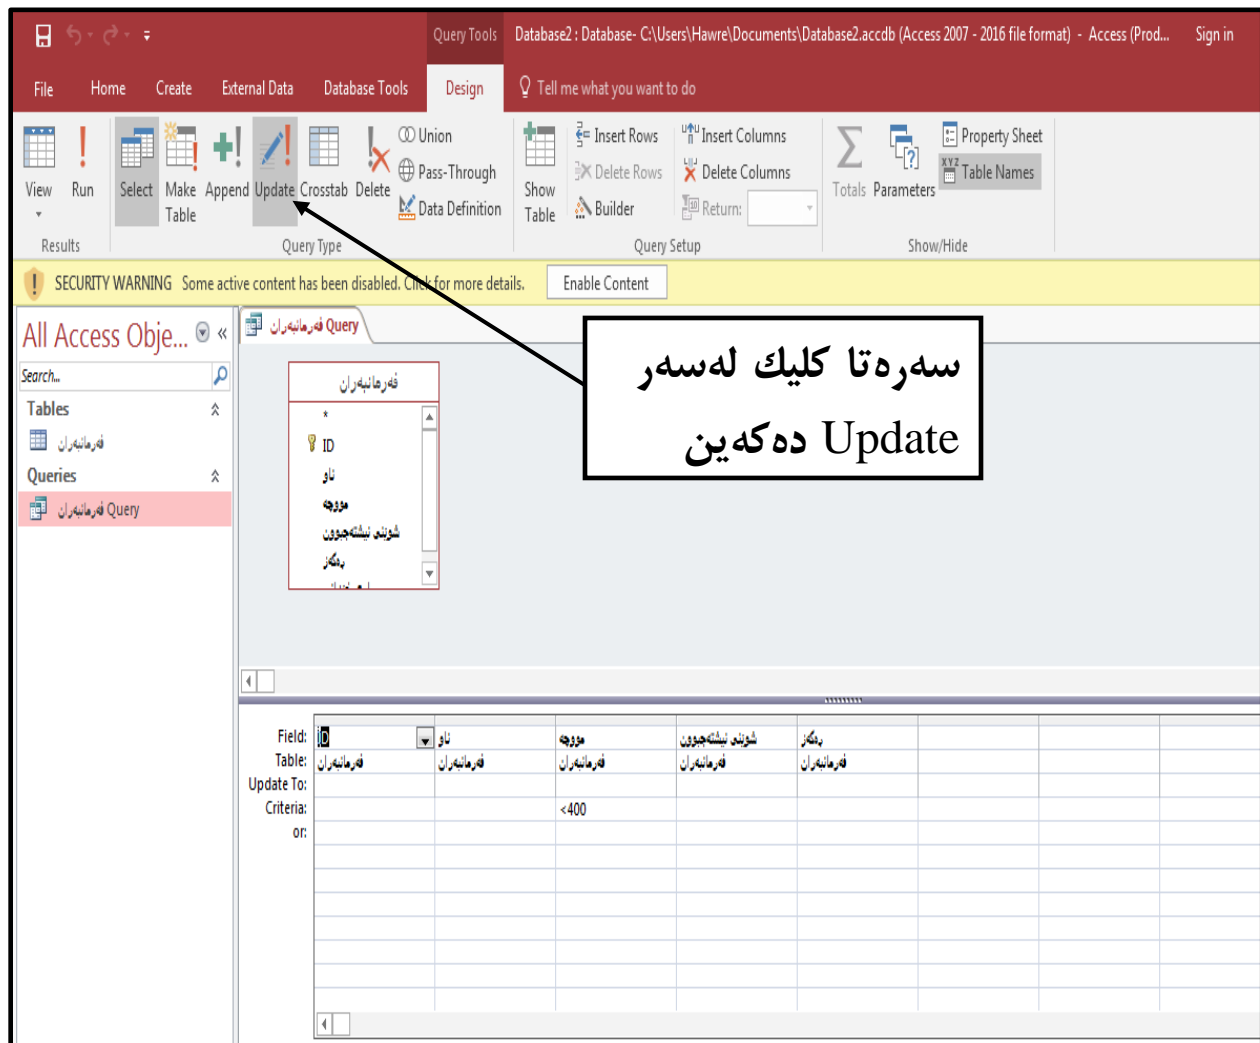 Query Tools
Database2 : Database- C:\Users\Hawre\Documents\Database2.accdb (Access 2007 - 2016 file format) - Access (Prod...
Sign in
File Home Create External Data Database Tools Design Tell me what you want to do
View
Run
Select
Make Table
Append
Update
Crosstab
Delete
Union
Pass-Through
Data Definition
Show Table
Insert Rows
Delete Rows
Builder
Insert Columns
Delete Columns
Return:
Totals
Parameters
Property Sheet
XYZ
Table Names
Results
Query Type
Query Setup
Show/Hide
SECURITY WARNING Some active content has been disabled. Click for more details.
Enable Content
All Access Obje...
Search...
Tables
فەرمانبەران
Queries
فەرمانبەران Query
فەرمانبەران Query
سەرەتا كليك لەسەر
Update دەكەين
فەرمانبەران
*
ID
ناو
مووچە
شوێنی نیشتەجبوون
ڕەگەز
Field: ID ناو مووچە شوێنی نیشتەجبوون ڕەگەز
Table: فەرمانبەران فەرمانبەران فەرمانبەران فەرمانبەران فەرمانبەران
Update To:
Criteria: <400
or: